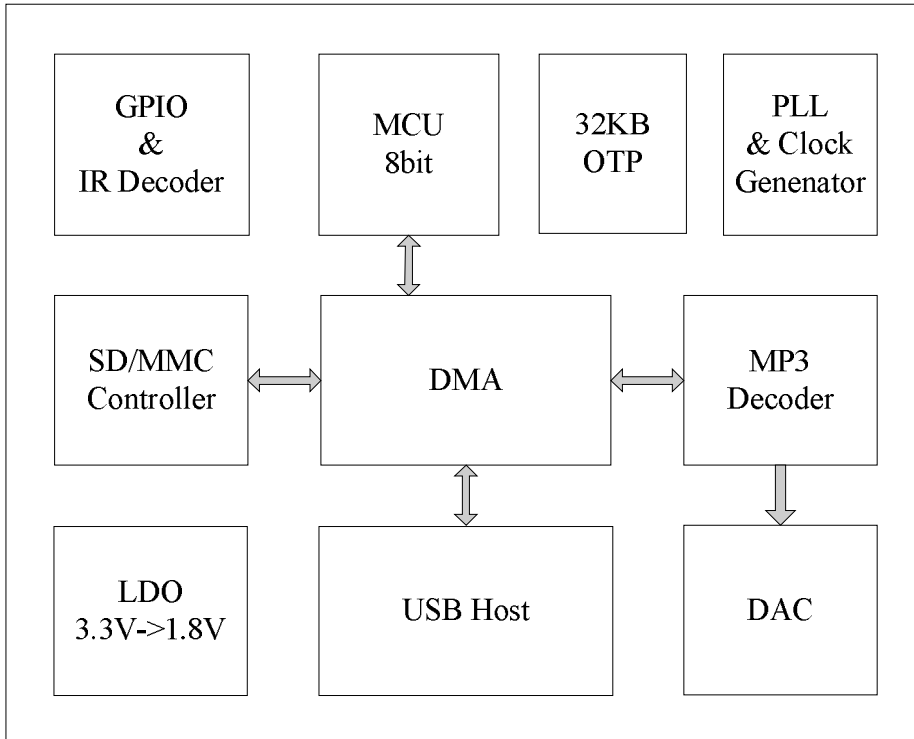 GPIO
&
IR Decoder
MCU
8bit
32KB
OTP
PLL
& Clock
Genenator
SD/MMC
Controller
DMA
MP3
Decoder
LDO
3.3V->1.8V
USB Host
DAC